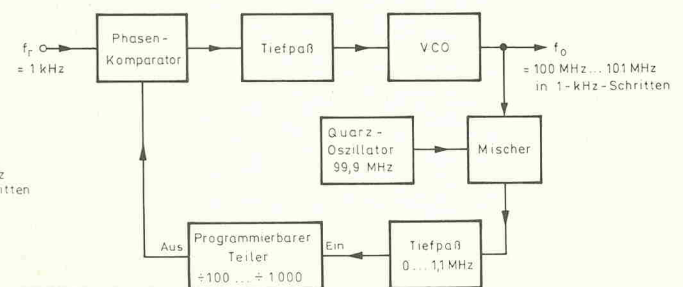 f_r
= 1 kHz
Phasen-
Komparator
Tiefpaß
VCO
f_o
= 100 MHz... 101 MHz
in 1-kHz-Schritten
Quarz-
Oszillator
99,9 MHz
Mischer
Aus
Programmierbarer
Teiler
÷100 ... ÷ 1000
Ein
Tiefpaß
0 ... 1,1 MHz